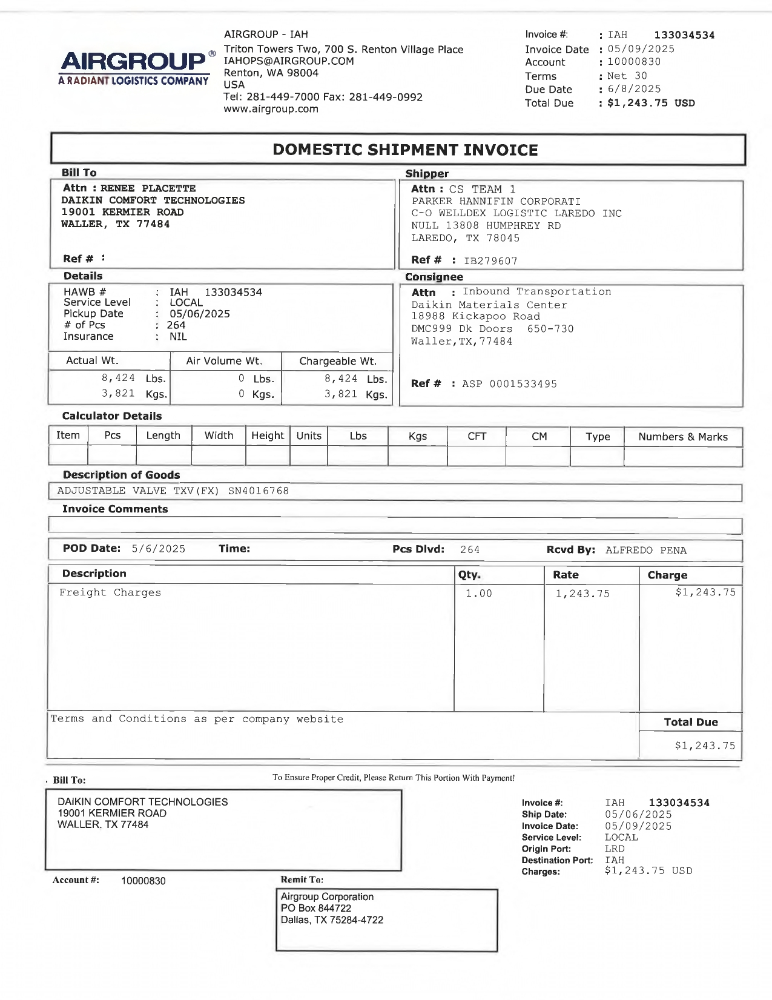 AIRGROUP®
A RADIANT LOGISTICS COMPANY
AIRGROUP - IAH
Triton Towers Two, 700 S. Renton Village Place
IAHOPS@AIRGROUP.COM
Renton, WA 98004
USA
Tel: 281-449-7000 Fax: 281-449-0992
www.airgroup.com
Invoice #: : IAH 133034534
Invoice Date : 05/09/2025
Account : 10000830
Terms : Net 30
Due Date : 6/8/2025
Total Due : $1,243.75 USD
DOMESTIC SHIPMENT INVOICE
Bill To
Attn : RENEE PLACETTE
DAIKIN COMFORT TECHNOLOGIES
19001 KERMIER ROAD
WALLER, TX 77484
Ref # :
Shipper
Attn : CS TEAM 1
PARKER HANNIFIN CORPORATI
C-O WELLDEX LOGISTIC LAREDO INC
NULL 13808 HUMPHREY RD
LAREDO, TX 78045
Ref # : IB279607
Details
HAWB # : IAH 133034534
Service Level : LOCAL
Pickup Date : 05/06/2025
# of Pcs : 264
Insurance : NIL
Actual Wt. Air Volume Wt. Chargeable Wt.
8,424 Lbs. 0 Lbs. 8,424 Lbs.
3,821 Kgs. 0 Kgs. 3,821 Kgs.
Consignee
Attn : Inbound Transportation
Daikin Materials Center
18988 Kickapoo Road
DMC999 Dk Doors 650-730
Waller,TX,77484
Ref # : ASP 0001533495
Calculator Details
Item Pcs Length Width Height Units Lbs Kgs CFT CM Type Numbers & Marks
Description of Goods
ADJUSTABLE VALVE TXV(FX) SN4016768
Invoice Comments
POD Date: 5/6/2025 Time: Pcs Dlvd: 264 Rcvd By: ALFREDO PENA
Description Qty. Rate Charge
Freight Charges 1.00 1,243.75 $1,243.75
Terms and Conditions as per company website
Total Due
$1,243.75
To Ensure Proper Credit, Please Return This Portion With Payment!
Bill To:
DAIKIN COMFORT TECHNOLOGIES
19001 KERMIER ROAD
WALLER, TX 77484
Account #: 10000830
Invoice #: IAH 133034534
Ship Date: 05/06/2025
Invoice Date: 05/09/2025
Service Level: LOCAL
Origin Port: LRD
Destination Port: IAH
Charges: $1,243.75 USD
Remit To:
Airgroup Corporation
PO Box 844722
Dallas, TX 75284-4722